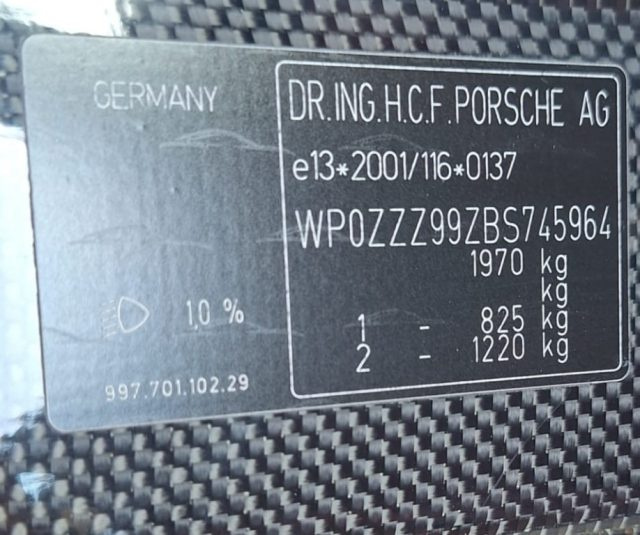 GERMANY
DR.ING.H.C.F.PORSCHE AG
e13*2001/116*0137
WP0ZZZ99ZBS745964
1970 kg
kg
1 - 825 kg
2 - 1220 kg
1,0 %
997.701.102.29